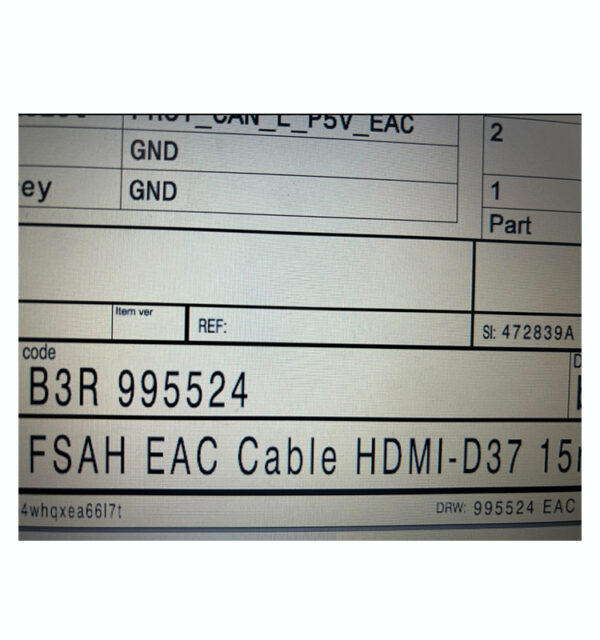 PROT_CAN_L_P5V_EAC
2
GND
ey
GND
1
Part
Item ver
REF:
SI: 472839A
code
B3R 995524
FSAH EAC Cable HDMI-D37
4whqxea66l7t
DRW: 995524 EAC